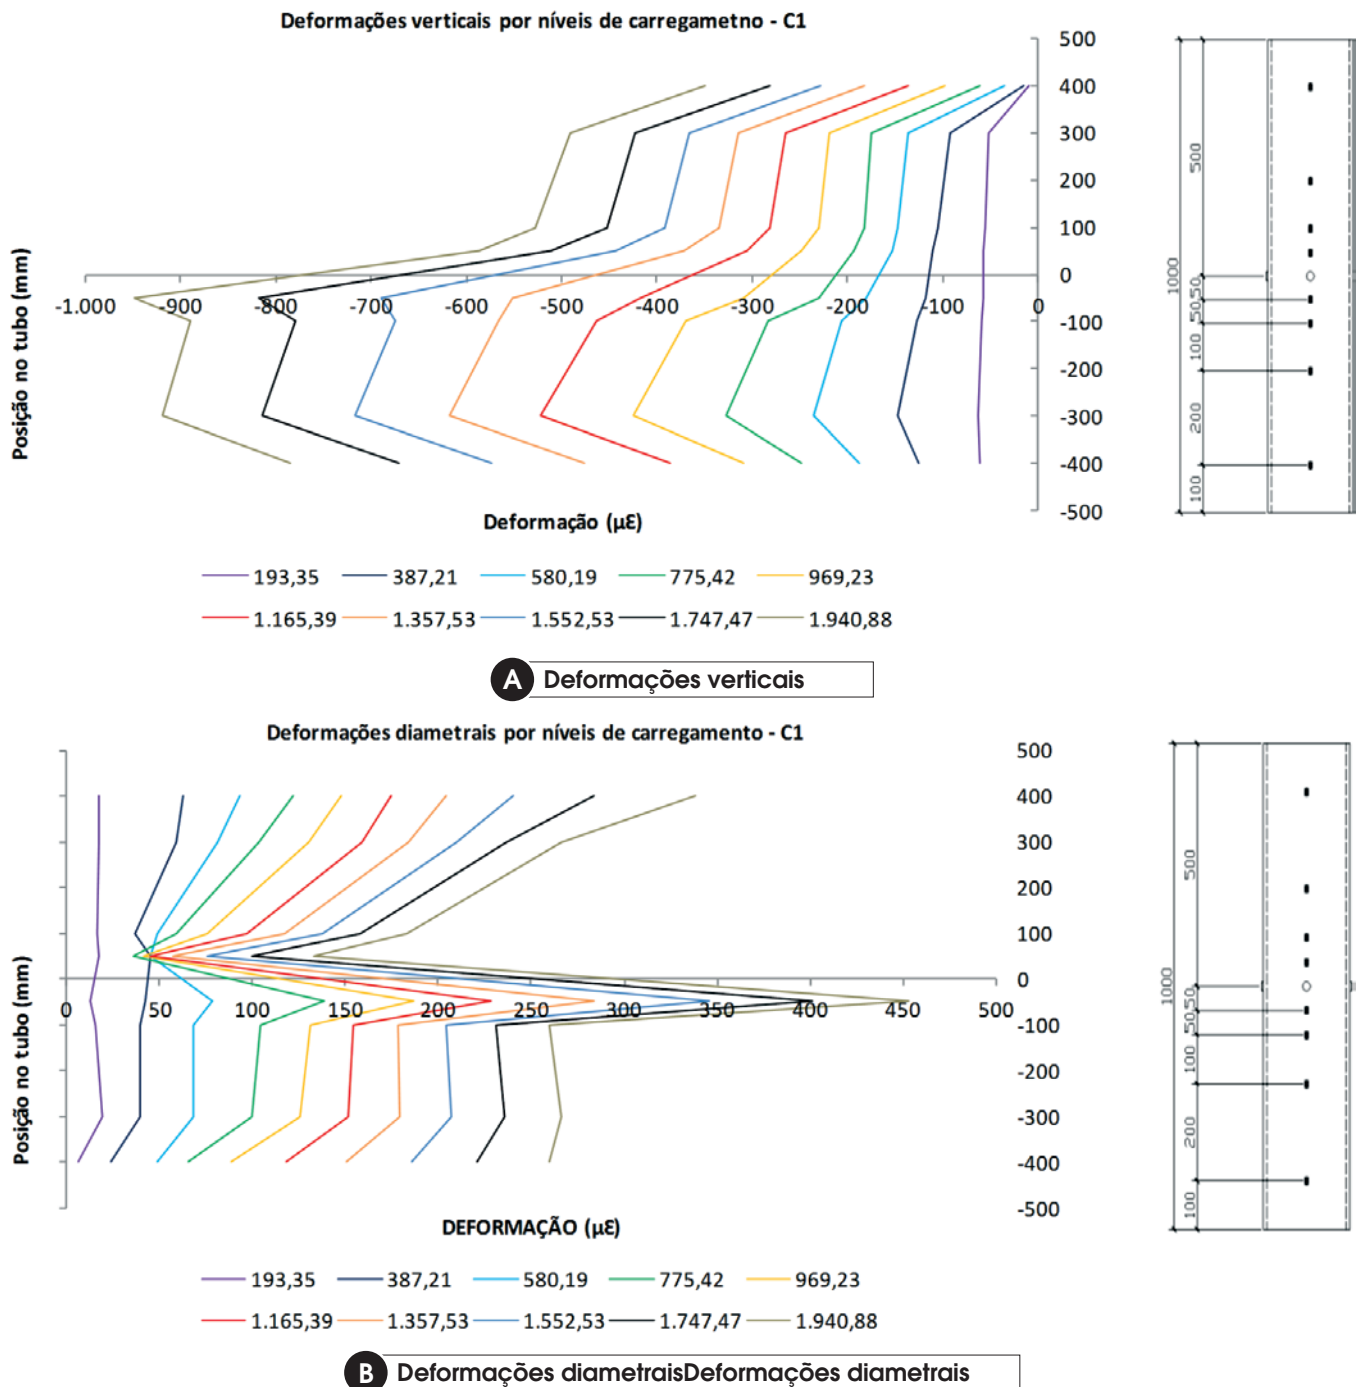 Deformações verticais por níveis de carregametno - C1
500
400
300
200
100
0
-100
-200
-300
-400
-500
-1.000 -900 -800 -700 -600 -500 -400 -300 -200 -100 0
Posição no tubo (mm)
Deformação (µƐ)
193,35 387,21 580,19 775,42 969,23
1.165,39 1.357,53 1.552,53 1.747,47 1.940,88
1000
500
50
50
100
200
100
A Deformações verticais
Deformações diametrais por níveis de carregamento - C1
500
400
300
200
100
0
-100
-200
-300
-400
-500
0 50 100 150 200 250 300 350 400 450 500
Posição no tubo (mm)
DEFORMAÇÃO (µƐ)
193,35 387,21 580,19 775,42 969,23
1.165,39 1.357,53 1.552,53 1.747,47 1.940,88
1000
500
50
50
100
200
100
B Deformações diametraisDeformações diametrais